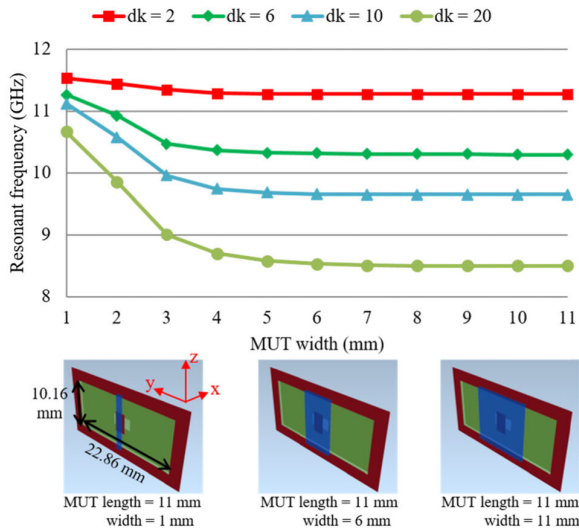 dk = 2 dk = 6 dk = 10 dk = 20
Resonant frequency (GHz)
12
11
10
9
8
1 2 3 4 5 6 7 8 9 10 11
MUT width (mm)
z
y
x
10.16
mm
22.86 mm
MUT length = 11 mm
width = 1 mm
MUT length = 11 mm
width = 6 mm
MUT length = 11 mm
width = 11 mm